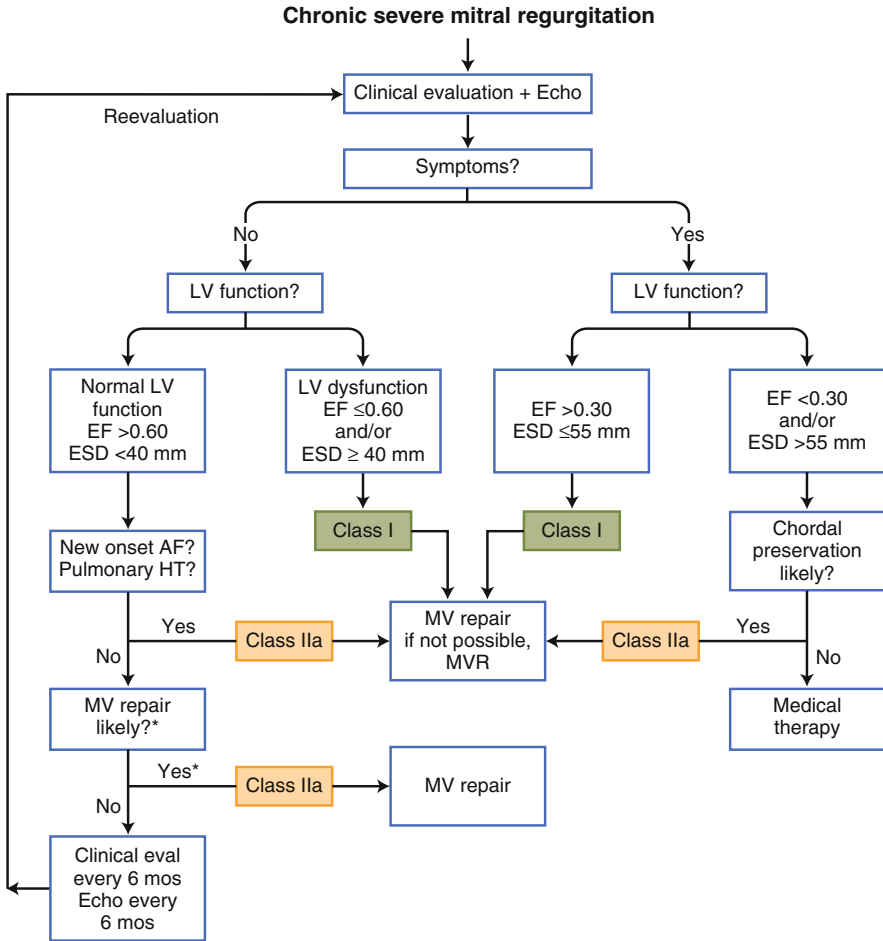 Chronic severe mitral regurgitation
Clinical evaluation + Echo
Reevaluation
Symptoms?
No
Yes
LV function?
LV function?
Normal LV
function
EF >0.60
ESD <40 mm
LV dysfunction
EF ≤0.60
and/or
ESD ≥ 40 mm
EF >0.30
ESD ≤55 mm
EF <0.30
and/or
ESD >55 mm
Class I
Class I
New onset AF?
Pulmonary HT?
Chordal
preservation
likely?
Yes
Class IIa
MV repair
if not possible,
MVR
Class IIa
Yes
No
No
MV repair
likely?*
Medical
therapy
Yes*
Class IIa
MV repair
No
Clinical eval
every 6 mos
Echo every
6 mos